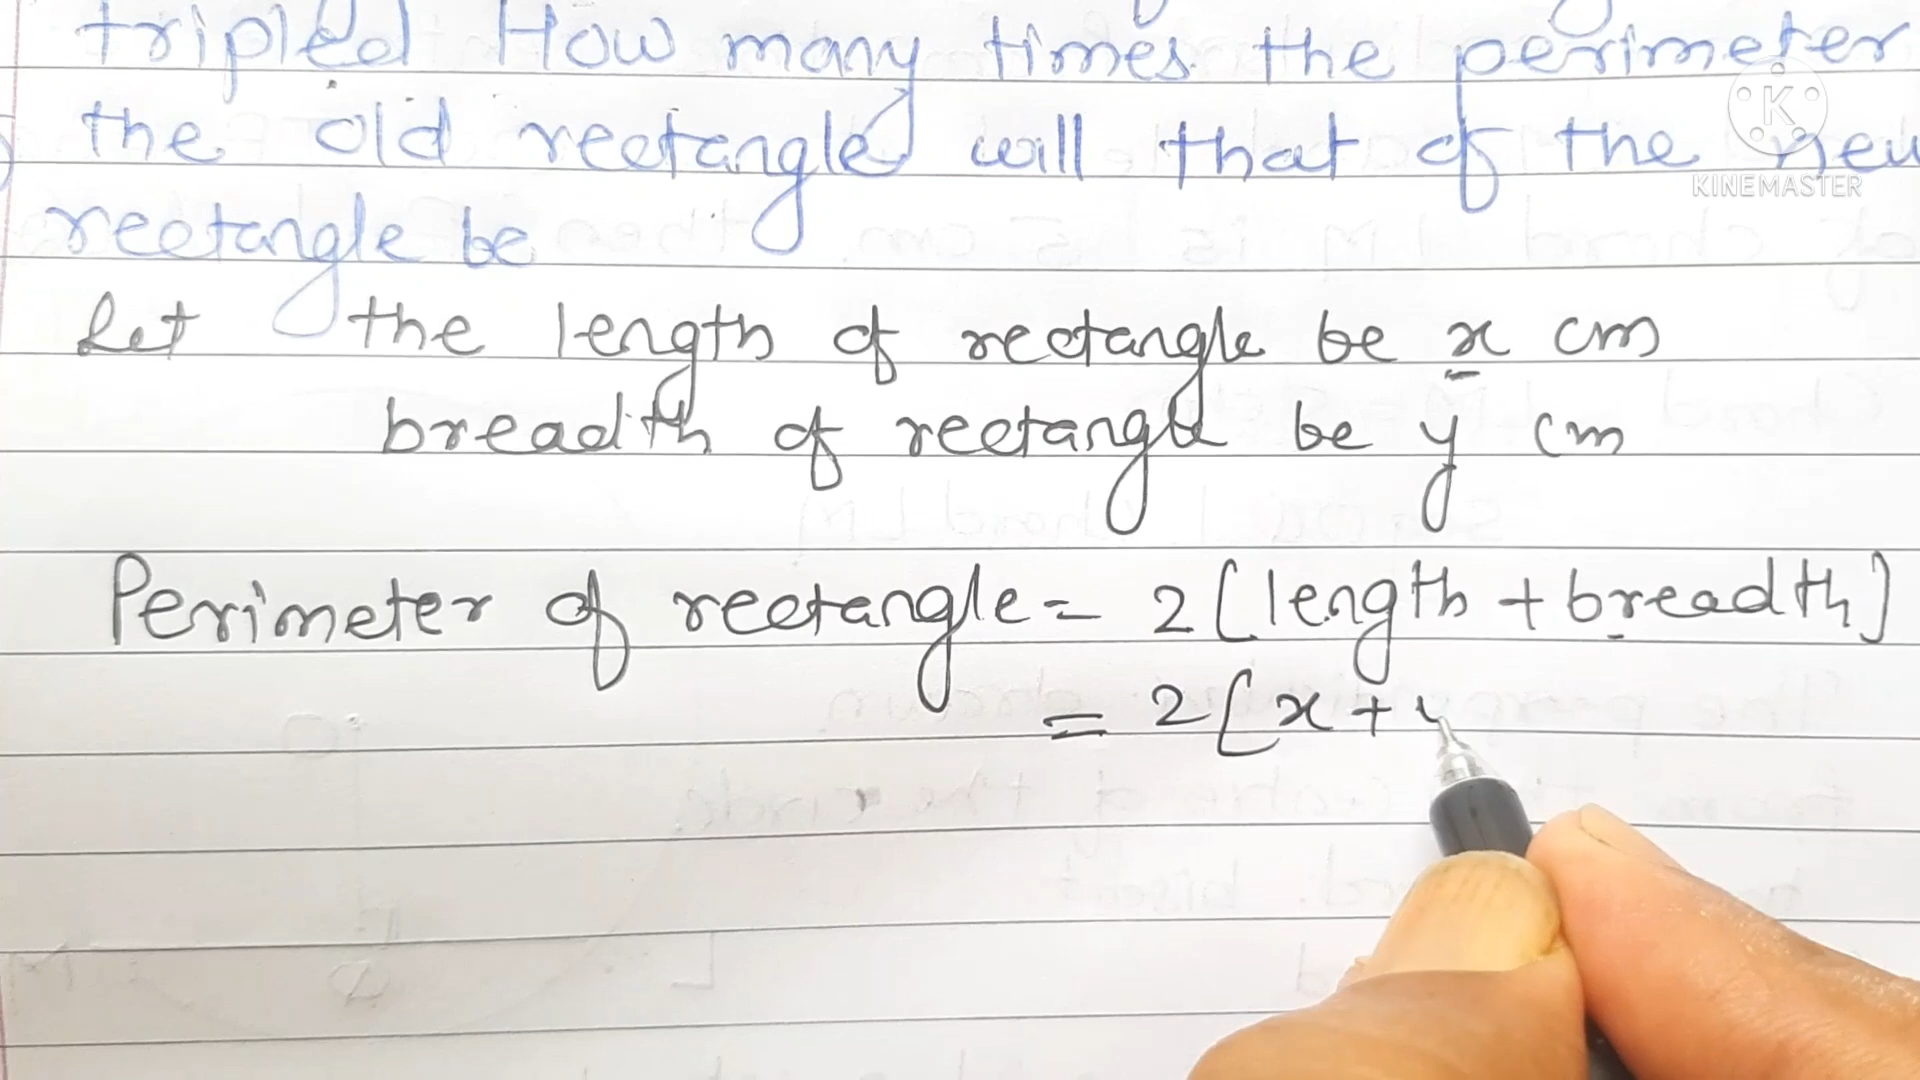 tripled How many times the perimeter
the old rectangle will that of the new
rectangle be
Let the length of rectangle be x cm
breadth of rectangle be y cm
Perimeter of rectangle = 2[length + breadth]
= 2[x + y
KINEMASTER